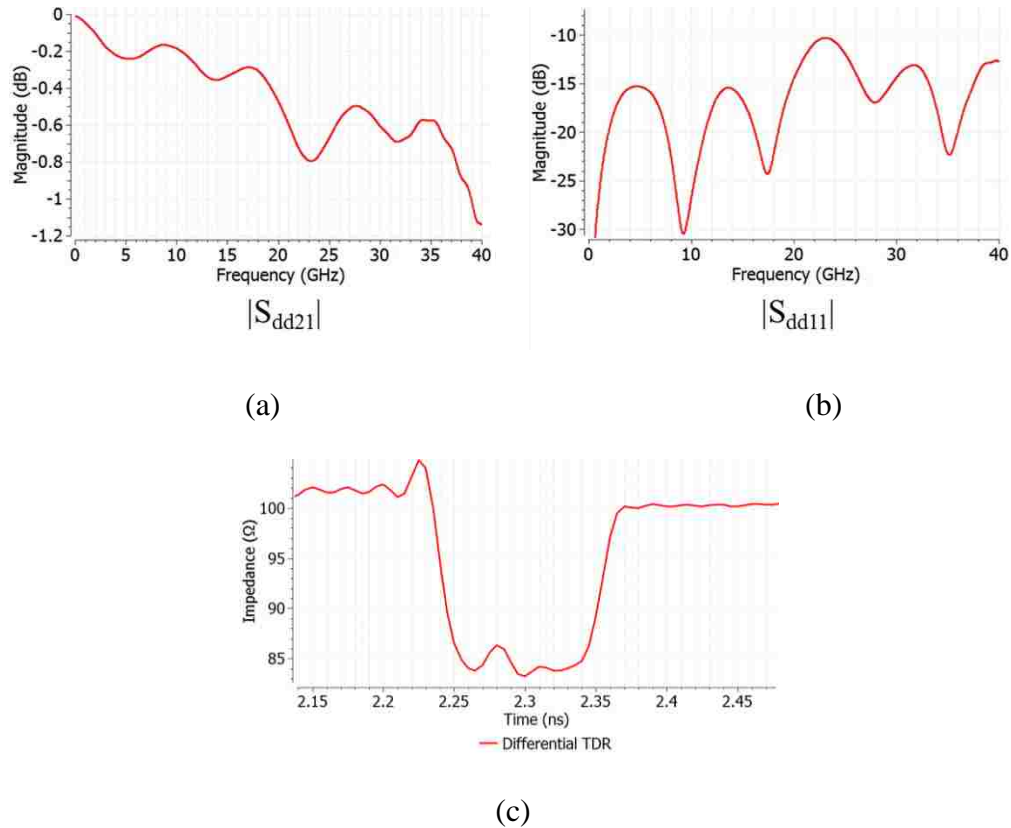 0
-0.2
-0.4
-0.6
-0.8
-1
-1.2
Magnitude (dB)
0 5 10 15 20 25 30 35 40
Frequency (GHz)
|Sdd21|
-10
-15
-20
-25
-30
Magnitude (dB)
0 10 20 30 40
Frequency (GHz)
|Sdd11|
(a)
(b)
100
90
85
Impedance (Ω)
2.15 2.2 2.25 2.3 2.35 2.4 2.45
Time (ns)
Differential TDR
(c)